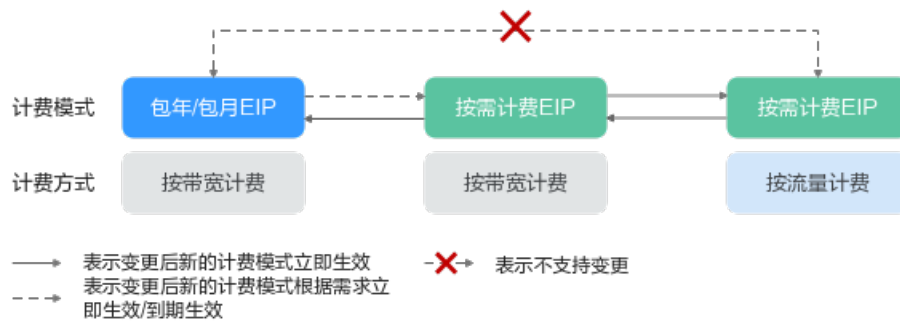 计费模式
包年/包月EIP
按需计费EIP
按需计费EIP
计费方式
按带宽计费
按带宽计费
按流量计费
表示变更后新的计费模式立即生效
表示不支持变更
表示变更后新的计费模式根据需求立
即生效/到期生效